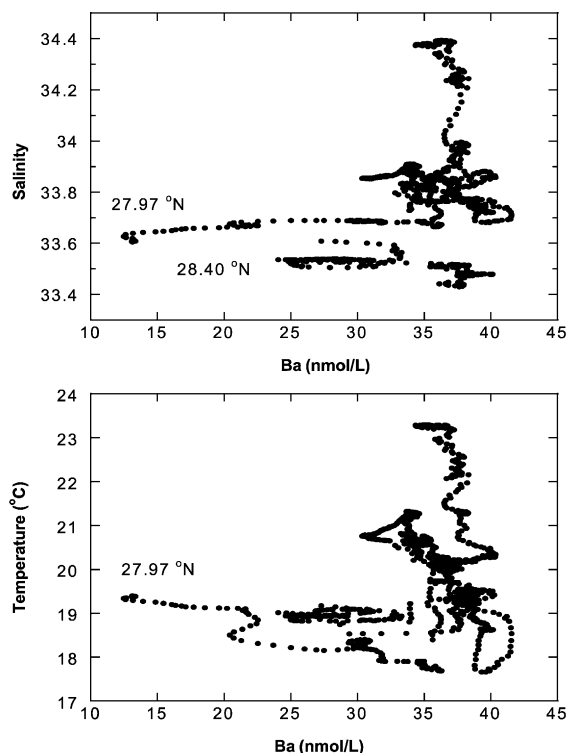 34.4
34.2
34
33.8
33.6
33.4
Salinity
27.97 °N
28.40 °N
10 15 20 25 30 35 40 45
Ba (nmol/L)
24
23
22
21
20
19
18
17
Temperature (°C)
27.97 °N
10 15 20 25 30 35 40 45
Ba (nmol/L)